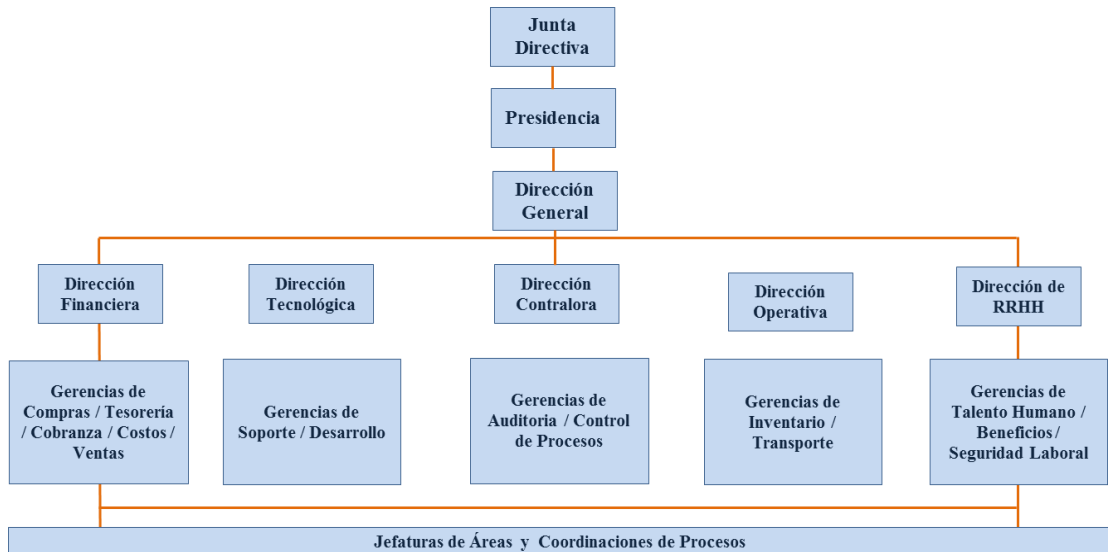 Junta
Directiva
Presidencia
Dirección
General
Dirección
Financiera
Dirección
Tecnológica
Dirección
Contralora
Dirección
Operativa
Dirección de
RRHH
Gerencias de
Compras / Tesorería
/ Cobranza / Costos /
Ventas
Gerencias de
Soporte / Desarrollo
Gerencias de
Auditoria / Control
de Procesos
Gerencias de
Inventario /
Transporte
Gerencias de
Talento Humano /
Beneficios /
Seguridad Laboral
Jefaturas de Áreas y Coordinaciones de Procesos